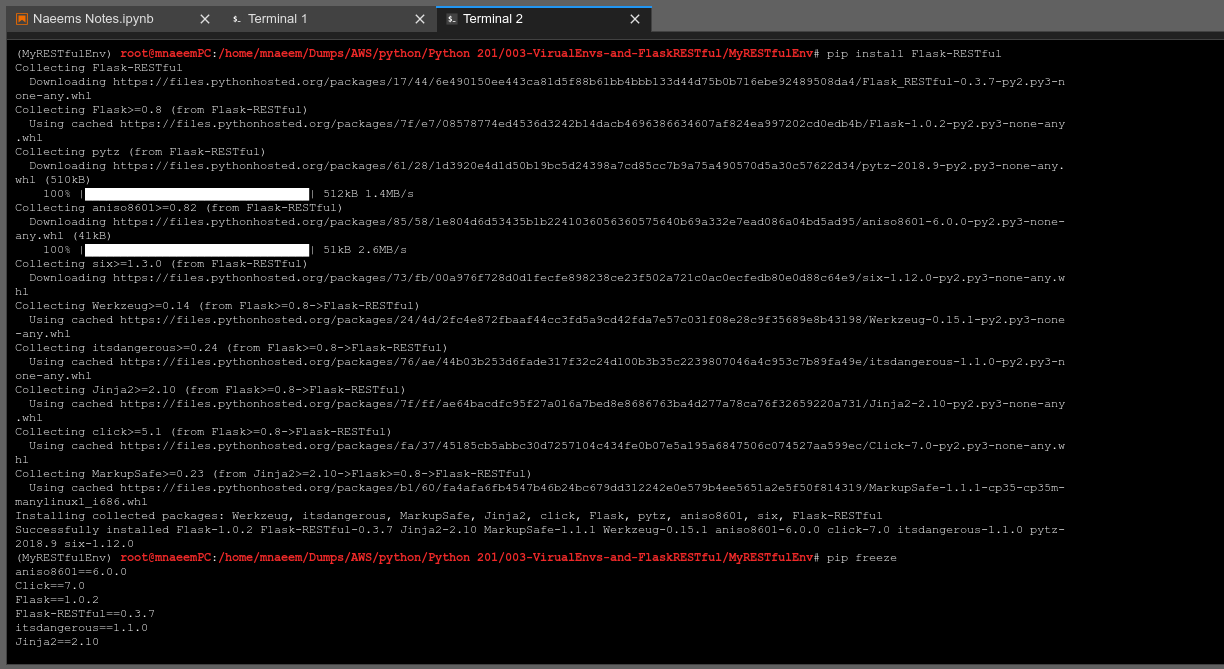 Naeems Notes.ipynb
Terminal 1
Terminal 2
(MyRESTfulEnv) root@mnaeemPC:/home/mnaeem/Dumps/AWS/python/Python 201/003-VirualEnvs-and-FlaskRESTful/MyRESTfulEnv# pip install Flask-RESTful
Collecting Flask-RESTful
Downloading https://files.pythonhosted.org/packages/17/44/6e490150ee443ca81d5f88b61bb4bbb133d44d75b0b716ebe92489508da4/Flask_RESTful-0.3.7-py2.py3-n
one-any.whl
Collecting Flask>=0.8 (from Flask-RESTful)
Using cached https://files.pythonhosted.org/packages/7f/e7/08578774ed4536d3242b14dacb4696386634607af824ea997202cd0edb4b/Flask-1.0.2-py2.py3-none-any
.whl
Collecting pytz (from Flask-RESTful)
Downloading https://files.pythonhosted.org/packages/61/28/1d3920e4d1d50b19bc5d24398a7cd85cc7b9a75a490570d5a30c57622d34/pytz-2018.9-py2.py3-none-any.
whl (510kB)
100% |████████████████████████████████| 512kB 1.4MB/s
Collecting aniso8601>=0.82 (from Flask-RESTful)
Downloading https://files.pythonhosted.org/packages/85/58/1e804d6d53435b1b2241036056360575640b69a332e7ead086a04bd5ad95/aniso8601-6.0.0-py2.py3-none-
any.whl (41kB)
100% |████████████████████████████████| 51kB 2.6MB/s
Collecting six>=1.3.0 (from Flask-RESTful)
Downloading https://files.pythonhosted.org/packages/73/fb/00a976f728d0d1fecfe898238ce23f502a721c0ac0ecfedb80e0d88c64e9/six-1.12.0-py2.py3-none-any.w
hl
Collecting Werkzeug>=0.14 (from Flask>=0.8->Flask-RESTful)
Using cached https://files.pythonhosted.org/packages/24/4d/2fc4e872fbaaf44cc3fd5a9cd42fda7e57c031f08e28c9f35689e8b43198/Werkzeug-0.15.1-py2.py3-none
-any.whl
Collecting itsdangerous>=0.24 (from Flask>=0.8->Flask-RESTful)
Using cached https://files.pythonhosted.org/packages/76/ae/44b03b253d6fade317f32c24d100b3b35c2239807046a4c953c7b89fa49e/itsdangerous-1.1.0-py2.py3-n
one-any.whl
Collecting Jinja2>=2.10 (from Flask>=0.8->Flask-RESTful)
Using cached https://files.pythonhosted.org/packages/7f/ff/ae64bacdfc95f27a016a7bed8e8686763ba4d277a78ca76f32659220a731/Jinja2-2.10-py2.py3-none-any
.whl
Collecting click>=5.1 (from Flask>=0.8->Flask-RESTful)
Using cached https://files.pythonhosted.org/packages/fa/37/45185cb5abbc30d7257104c434fe0b07e5a195a6847506c074527aa599ec/Click-7.0-py2.py3-none-any.w
hl
Collecting MarkupSafe>=0.23 (from Jinja2>=2.10->Flask>=0.8->Flask-RESTful)
Using cached https://files.pythonhosted.org/packages/b1/60/fa4afa6fb4547b46b24bc679dd312242e0e579b4ee5651a2e5f50f814319/MarkupSafe-1.1.1-cp35-cp35m-
manylinux1_i686.whl
Installing collected packages: Werkzeug, itsdangerous, MarkupSafe, Jinja2, click, Flask, pytz, aniso8601, six, Flask-RESTful
Successfully installed Flask-1.0.2 Flask-RESTful-0.3.7 Jinja2-2.10 MarkupSafe-1.1.1 Werkzeug-0.15.1 aniso8601-6.0.0 click-7.0 itsdangerous-1.1.0 pytz-
2018.9 six-1.12.0
(MyRESTfulEnv) root@mnaeemPC:/home/mnaeem/Dumps/AWS/python/Python 201/003-VirualEnvs-and-FlaskRESTful/MyRESTfulEnv# pip freeze
aniso8601==6.0.0
Click==7.0
Flask==1.0.2
Flask-RESTful==0.3.7
itsdangerous==1.1.0
Jinja2==2.10